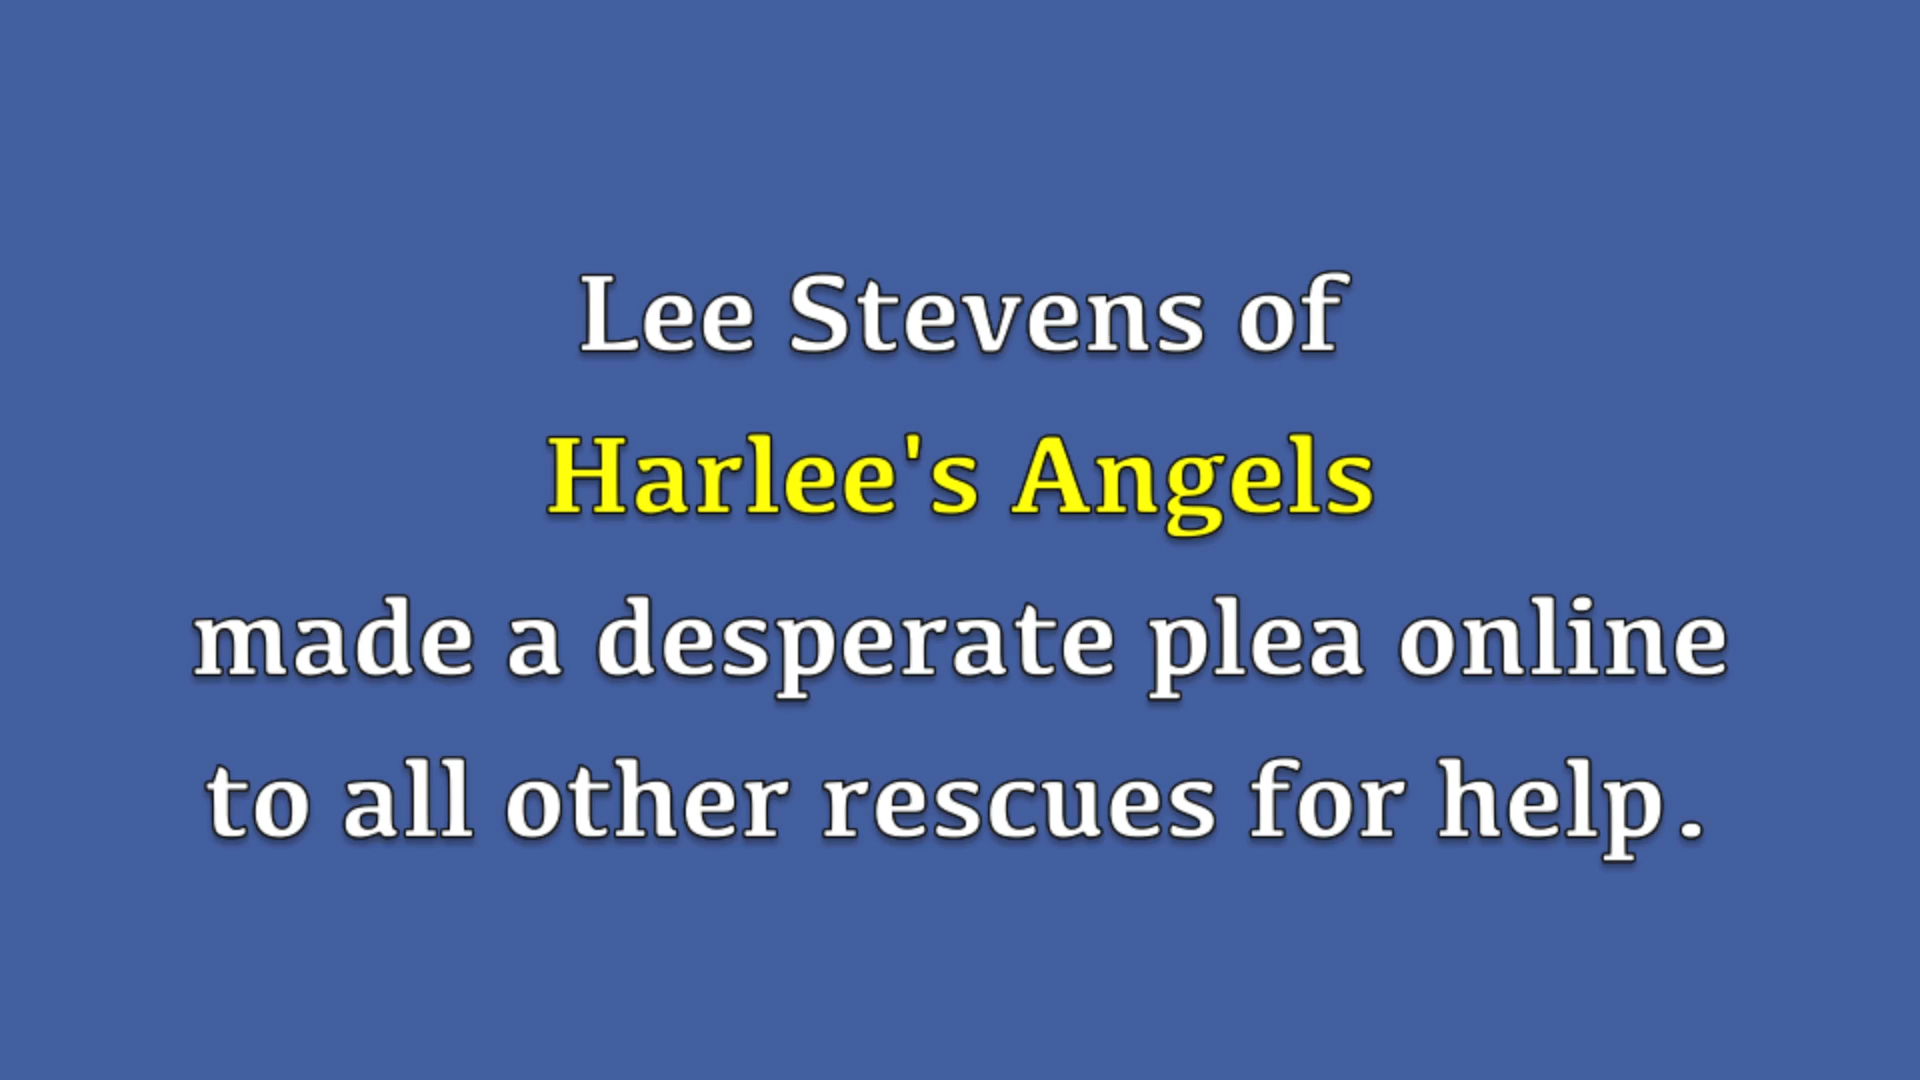 Lee Stevens of
Harlee's Angels
made a desperate plea online
to all other rescues for help.